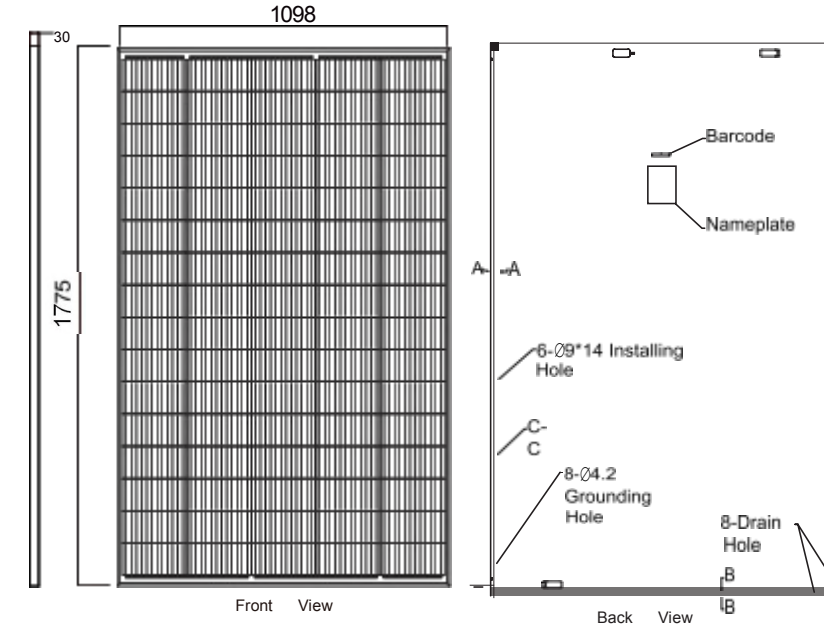 1098
30
1775
Front View
Barcode
Nameplate
A A
6-Ø9*14 Installing
Hole
C-
C
8-Ø4.2
Grounding
Hole
8-Drain
Hole
B
B
Back View